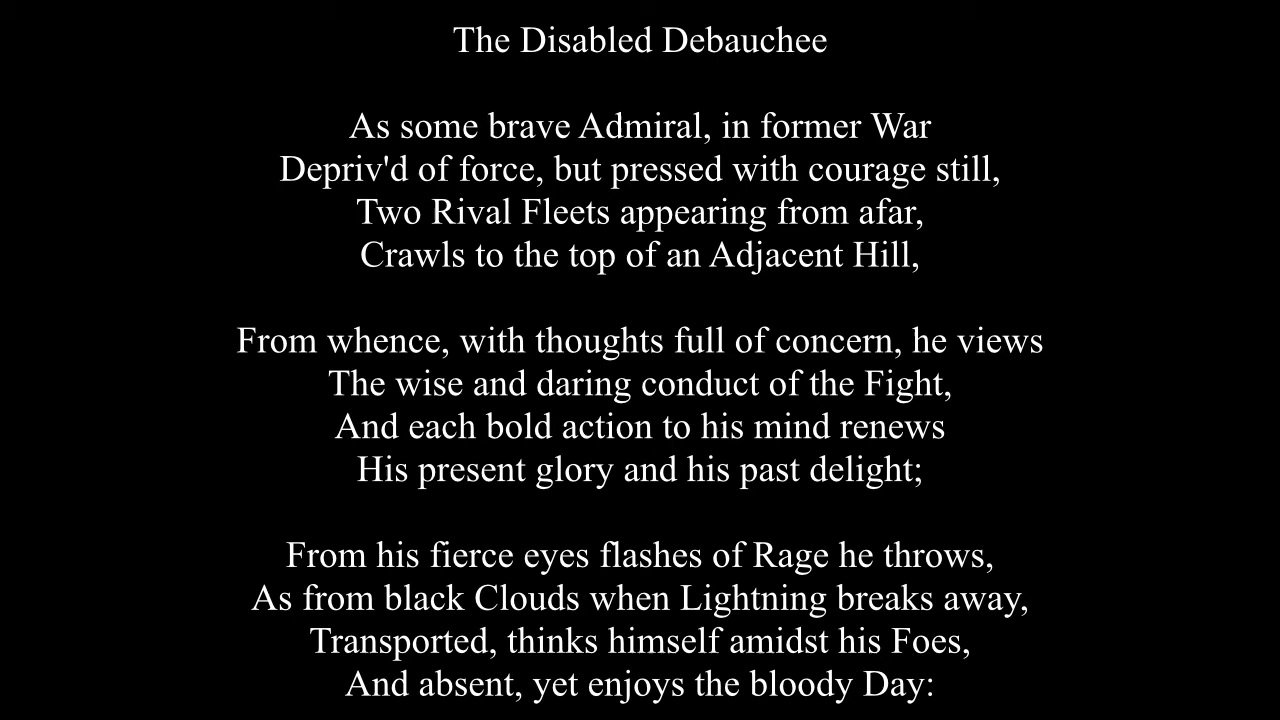 The Disabled Debauchee
As some brave Admiral, in former War
Depriv'd of force, but pressed with courage still,
Two Rival Fleets appearing from afar,
Crawls to the top of an Adjacent Hill,
From whence, with thoughts full of concern, he views
The wise and daring conduct of the Fight,
And each bold action to his mind renews
His present glory and his past delight;
From his fierce eyes flashes of Rage he throws,
As from black Clouds when Lightning breaks away,
Transported, thinks himself amidst his Foes,
And absent, yet enjoys the bloody Day: